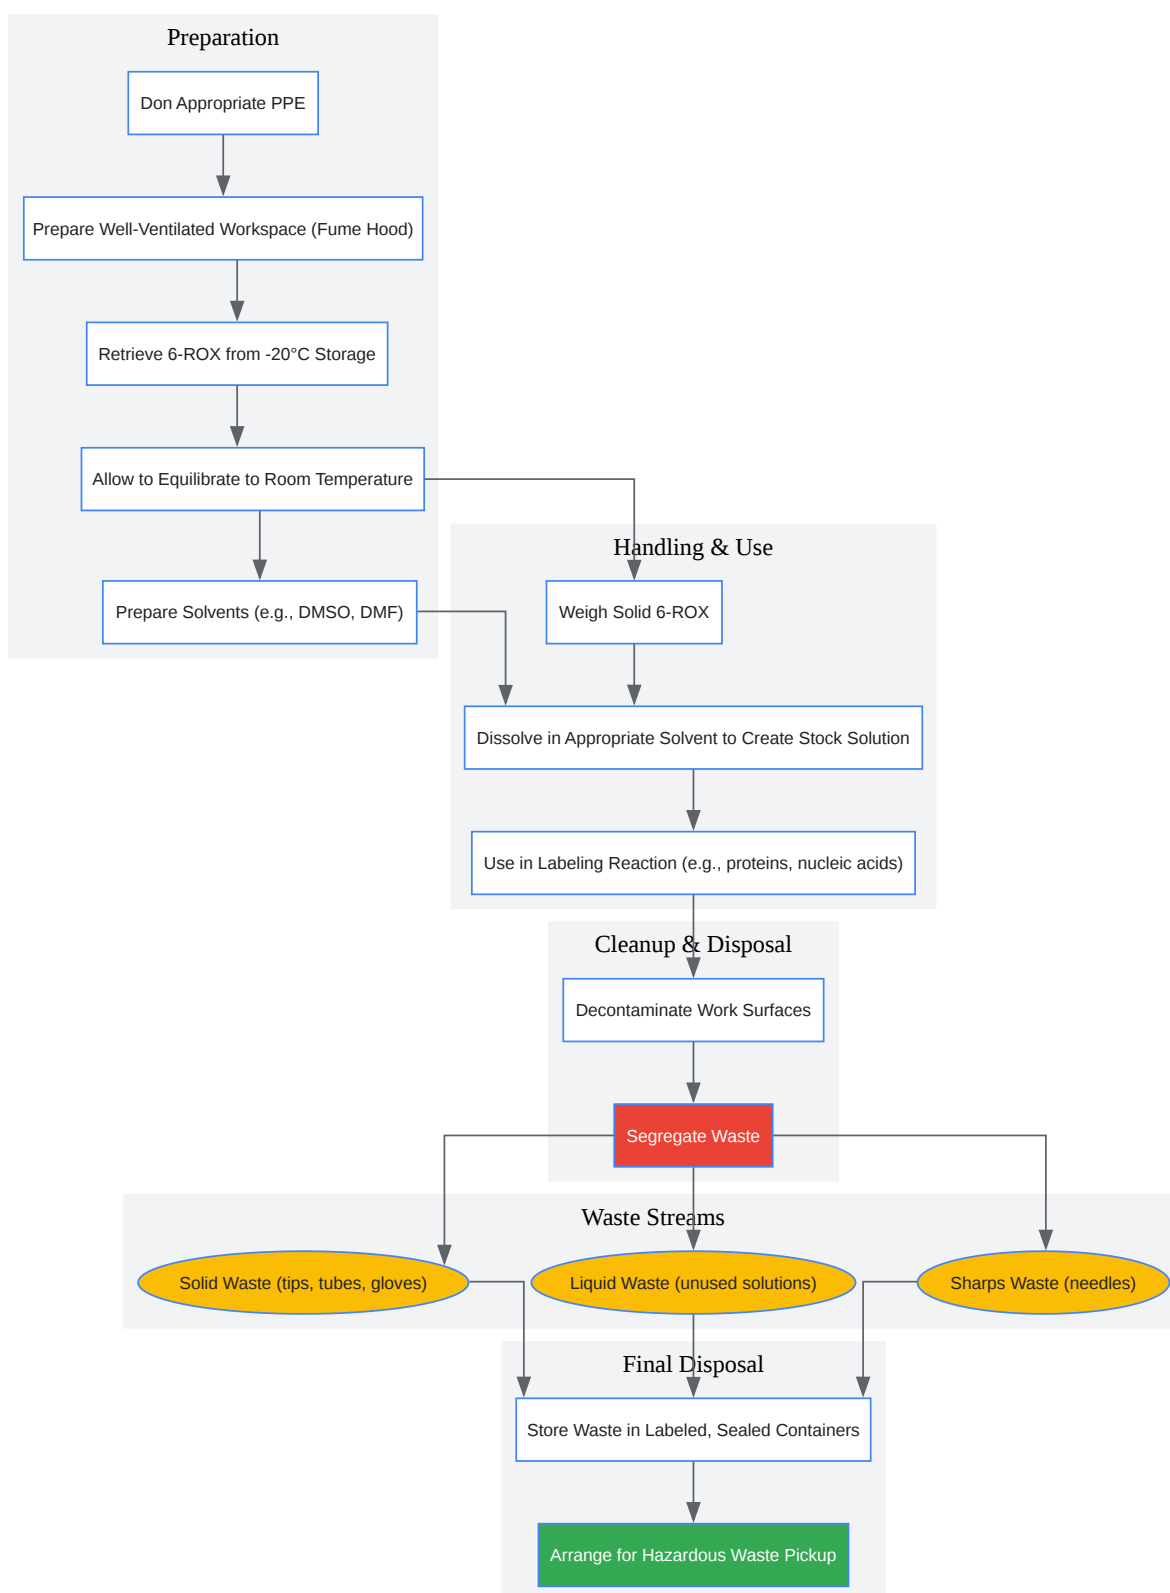 Preparation
Don Appropriate PPE
Prepare Well-Ventilated Workspace (Fume Hood)
Retrieve 6-ROX from -20°C Storage
Allow to Equilibrate to Room Temperature
Prepare Solvents (e.g., DMSO, DMF)
Handling & Use
Weigh Solid 6-ROX
Dissolve in Appropriate Solvent to Create Stock Solution
Use in Labeling Reaction (e.g., proteins, nucleic acids)
Cleanup & Disposal
Decontaminate Work Surfaces
Segregate Waste
Waste Streams
Solid Waste (tips, tubes, gloves)
Liquid Waste (unused solutions)
Sharps Waste (needles)
Final Disposal
Store Waste in Labeled, Sealed Containers
Arrange for Hazardous Waste Pickup